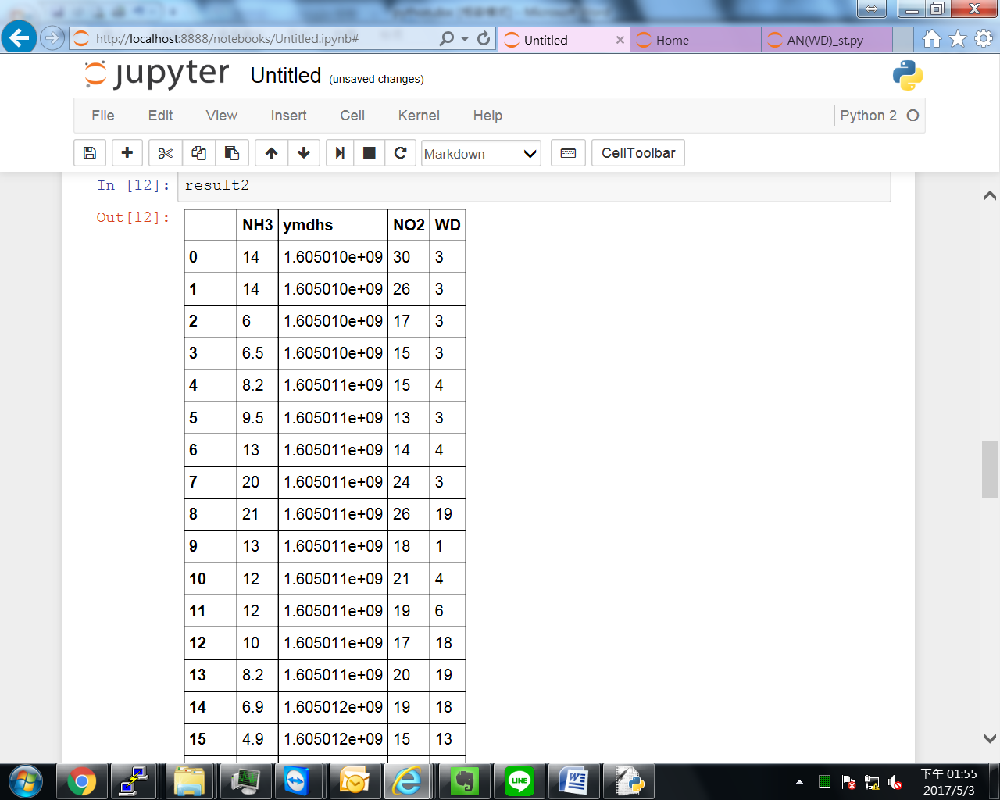 http://localhost:8888/notebooks/Untitled.ipynb#
Untitled
Home
AN(WD)_st.py
jupyter Untitled (unsaved changes)
File Edit View Insert Cell Kernel Help Python 2
Markdown CellToolbar
In [12]: result2
Out[12]:
NH3 ymdhs NO2 WD
0 14 1.605010e+09 30 3
1 14 1.605010e+09 26 3
2 6 1.605010e+09 17 3
3 6.5 1.605010e+09 15 3
4 8.2 1.605011e+09 15 4
5 9.5 1.605011e+09 13 3
6 13 1.605011e+09 14 4
7 20 1.605011e+09 24 3
8 21 1.605011e+09 26 19
9 13 1.605011e+09 18 1
10 12 1.605011e+09 21 4
11 12 1.605011e+09 19 6
12 10 1.605011e+09 17 18
13 8.2 1.605011e+09 20 19
14 6.9 1.605012e+09 19 18
15 4.9 1.605012e+09 15 13
LINE
下午 01:55
2017/5/3